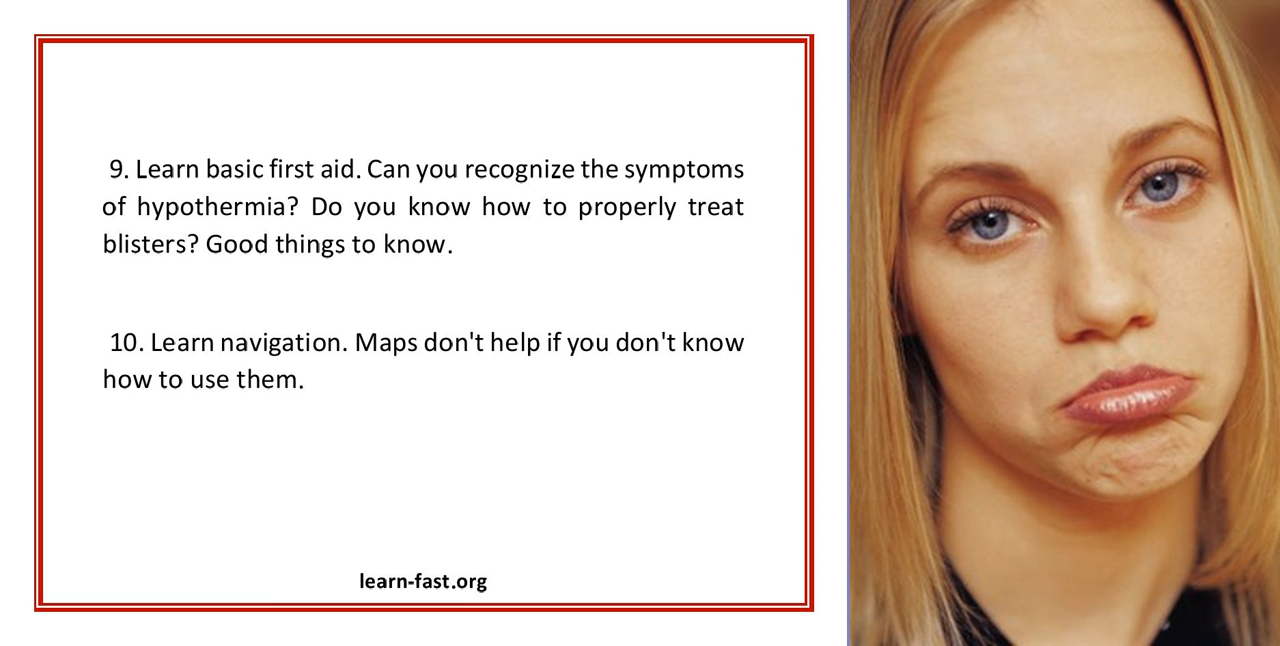 9. Learn basic first aid. Can you recognize the symptoms
of hypothermia? Do you know how to properly treat
blisters? Good things to know.
10. Learn navigation. Maps don't help if you don't know
how to use them.
learn-fast.org